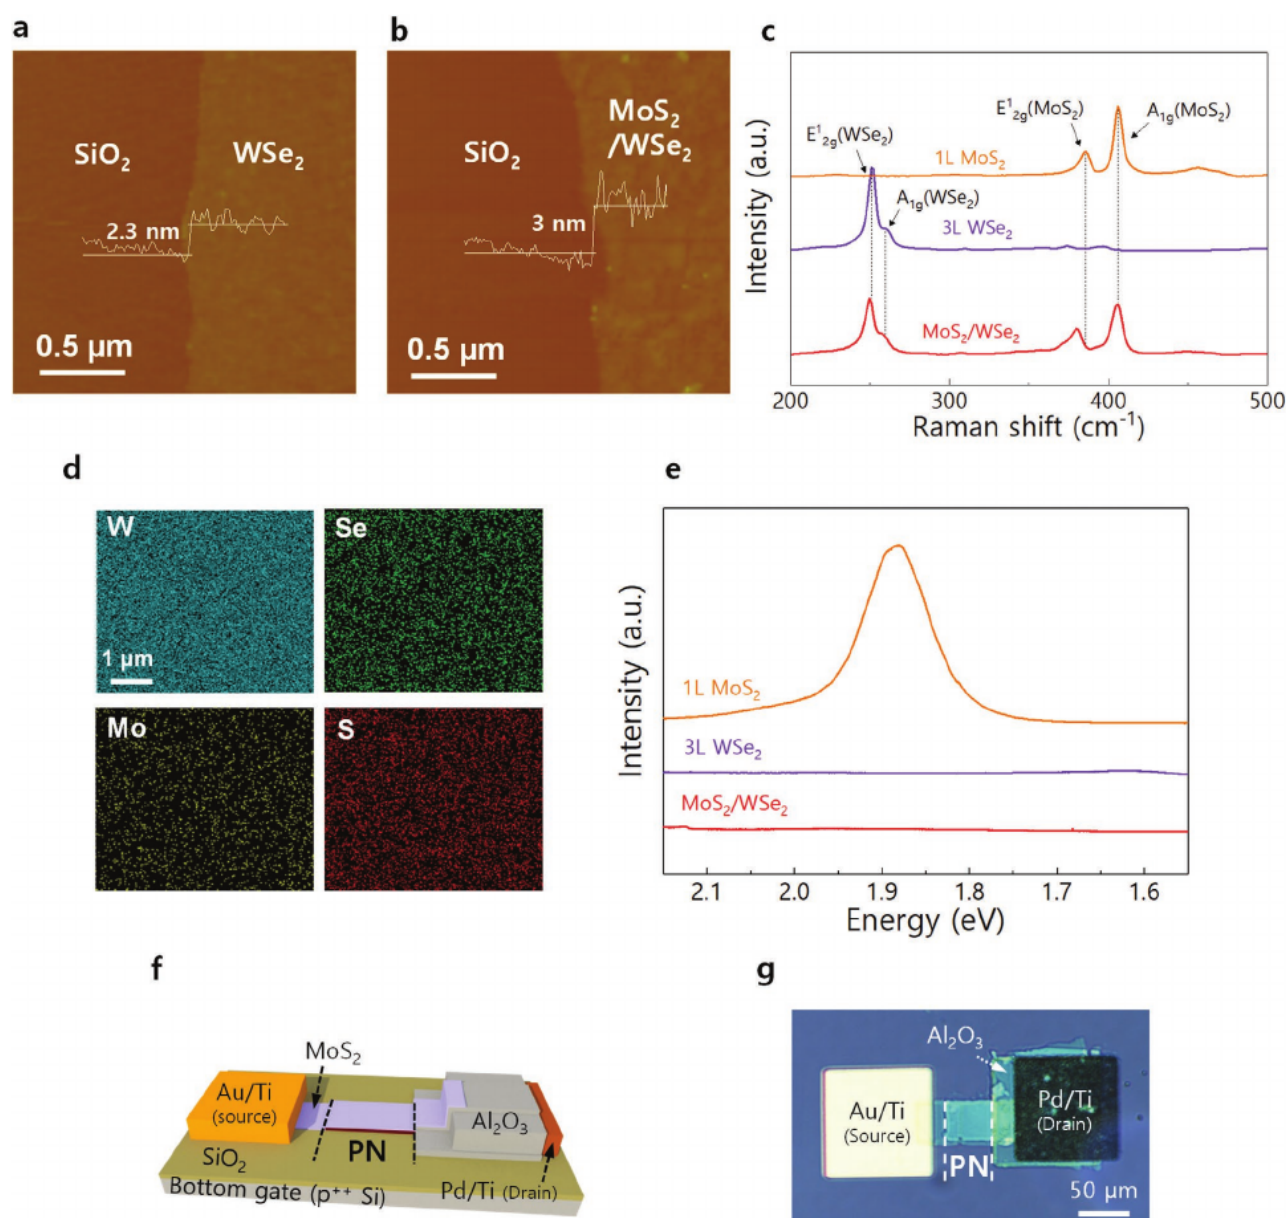 a
SiO₂
WSe₂
2.3 nm
0.5 µm
b
SiO₂
MoS₂
/WSe₂
3 nm
0.5 µm
c
Intensity (a.u.)
E¹₂g(WSe₂)
A₁g(WSe₂)
E¹₂g(MoS₂)
A₁g(MoS₂)
1L MoS₂
3L WSe₂
MoS₂/WSe₂
200 300 400 500
Raman shift (cm⁻¹)
d
W
1 µm
Se
Mo
S
e
Intensity (a.u.)
1L MoS₂
3L WSe₂
MoS₂/WSe₂
2.1 2.0 1.9 1.8 1.7 1.6
Energy (eV)
f
MoS₂
Au/Ti
(source)
Al₂O₃
PN
SiO₂
Bottom gate (p⁺⁺ Si)
Pd/Ti (Drain)
g
Al₂O₃
Au/Ti
(Source)
Pd/Ti
(Drain)
PN
50 µm